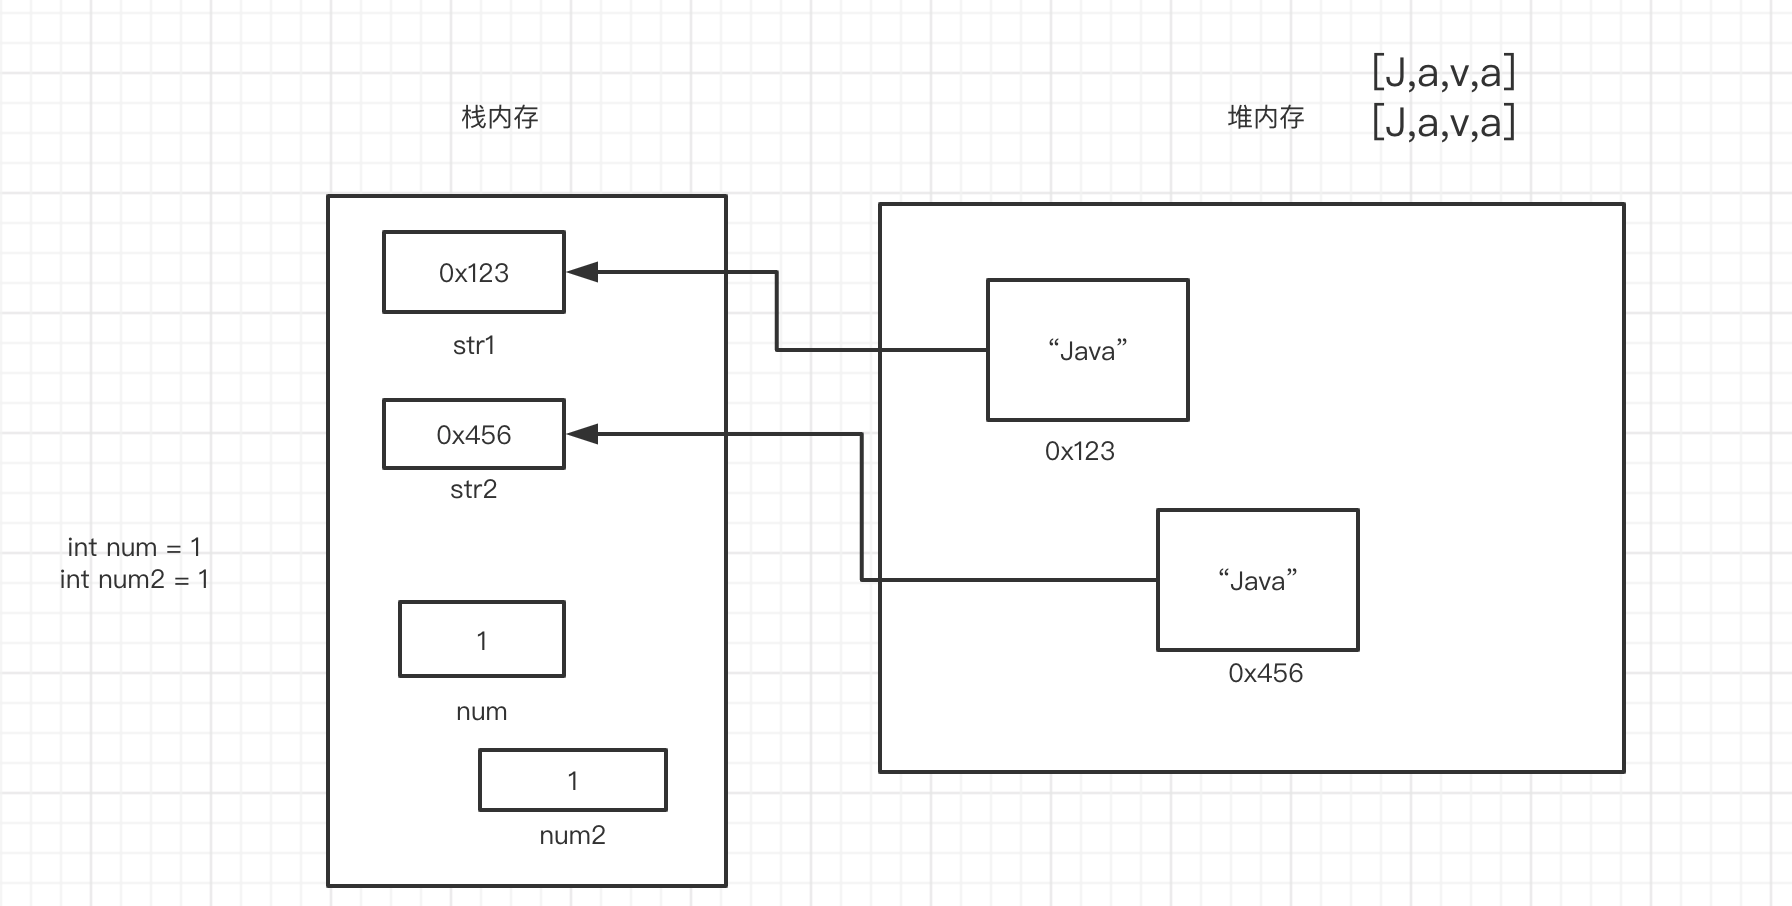 [J,a,v,a]
[J,a,v,a]
栈内存
堆内存
0x123
str1
“Java”
0x123
0x456
str2
int num = 1
int num2 = 1
“Java”
0x456
1
num
1
num2